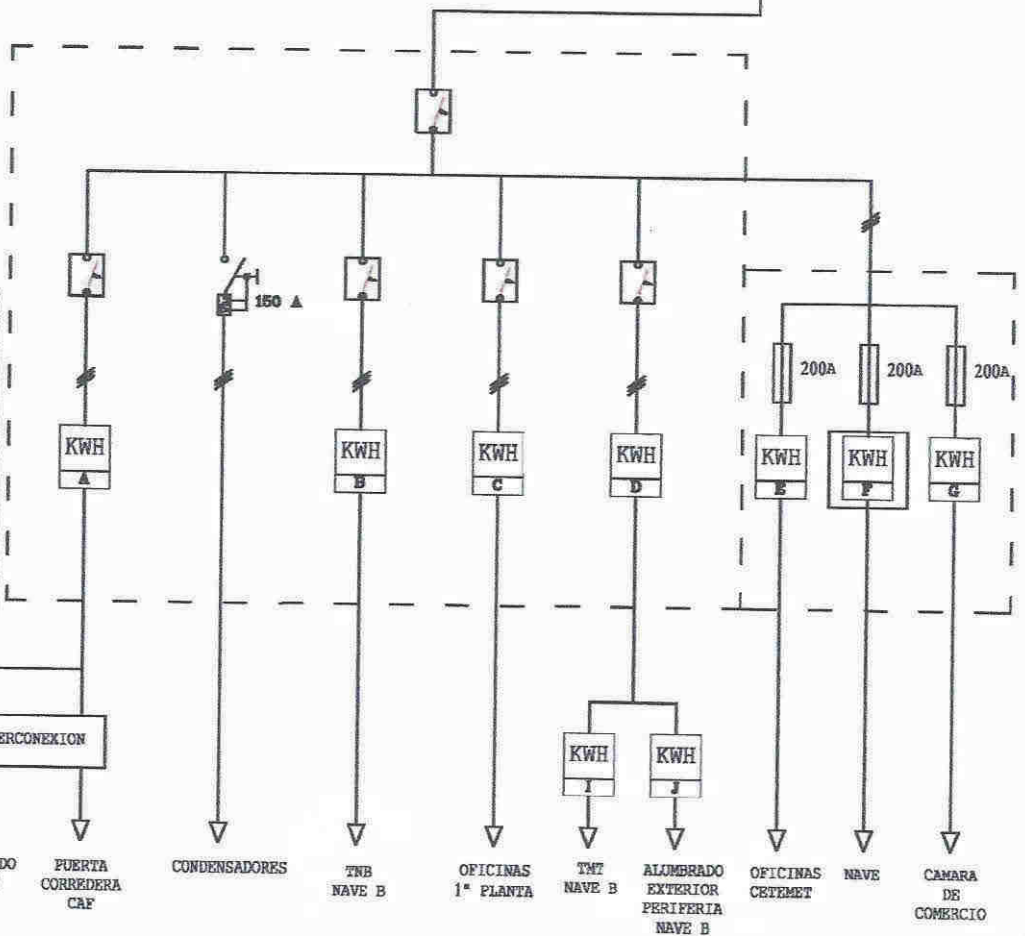 150 A
200A
200A
200A
KWH
A
KWH
B
KWH
C
KWH
D
KWH
E
KWH
F
KWH
G
ERCONEXION
KWH
I
KWH
J
DO
PUERTA
CORREDERA
CAF
CONDENSADORES
TNB
NAVE B
OFICINAS
1ª PLANTA
TMT
NAVE B
ALUMBRADO
EXTERIOR
PERIFERIA
NAVE B
OFICINAS
CETEMET
NAVE
CAMARA
DE
COMERCIO